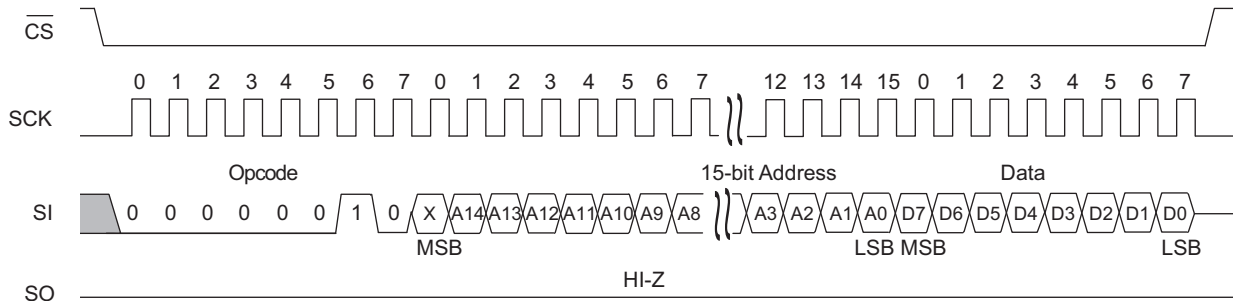 CS
0 1 2 3 4 5 6 7 0 1 2 3 4 5 6 7 12 13 14 15 0 1 2 3 4 5 6 7
SCK
Opcode 15-bit Address Data
SI 0 0 0 0 0 0 1 0 X A14 A13 A12 A11 A10 A9 A8 A3 A2 A1 A0 D7 D6 D5 D4 D3 D2 D1 D0
MSB LSB MSB LSB
HI-Z
SO